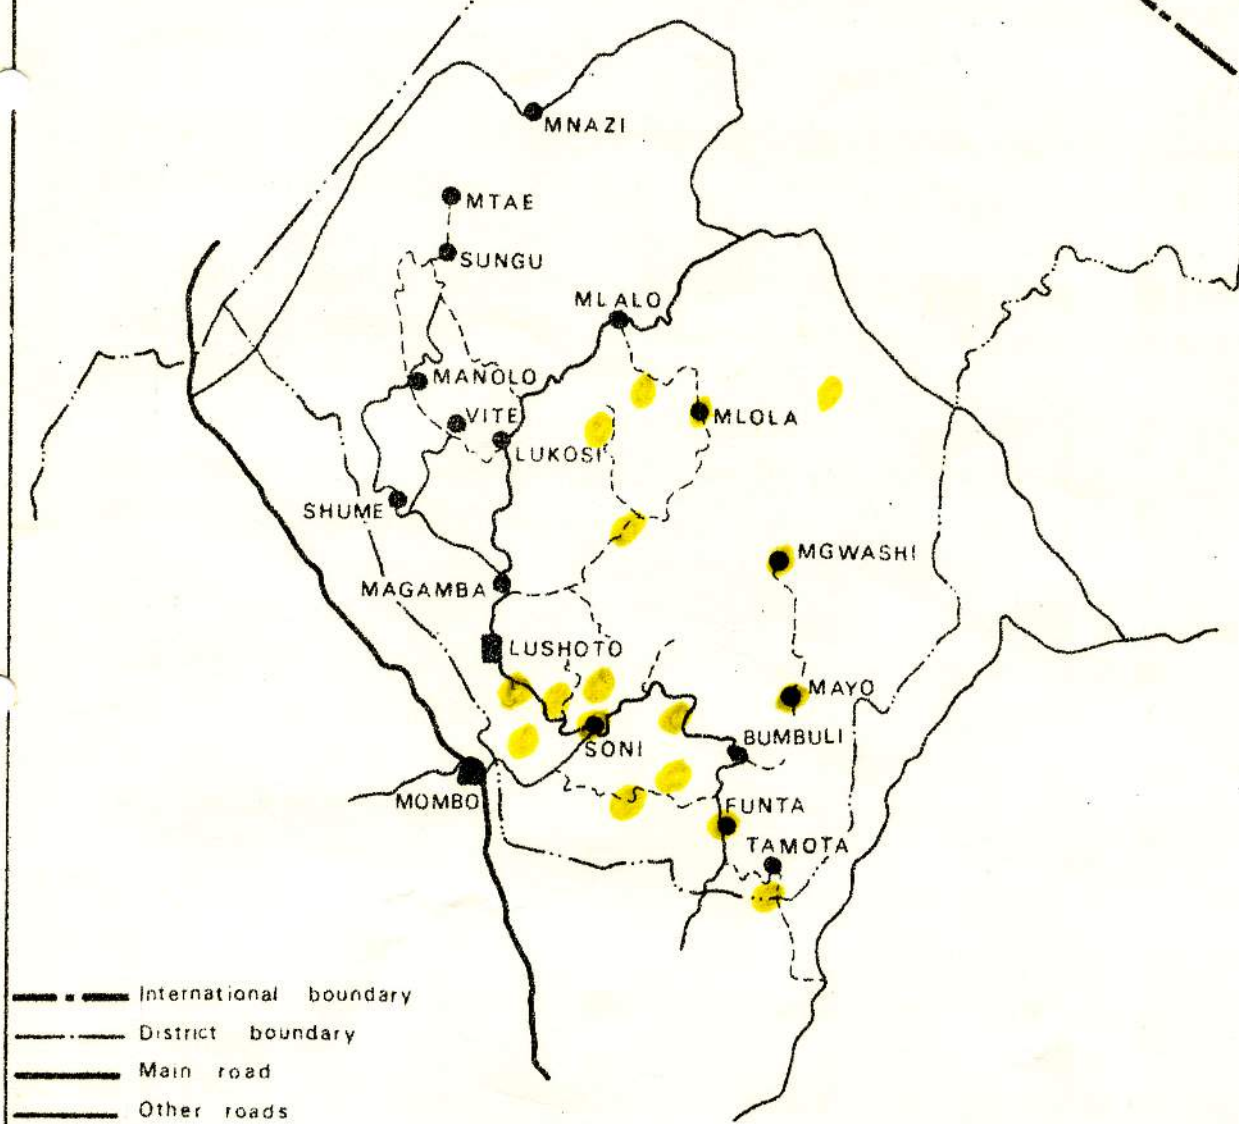 MNAZI
MTAE
SUNGU
MLALO
MANOLO
VITE
MLOLA
LUKOSI
SHUME
MGWASHI
MAGAMBA
LUSHOTO
MAYO
SONI
BUMBULI
MOMBO
FUNTA
TAMOTA
International boundary
District boundary
Main road
Other roads